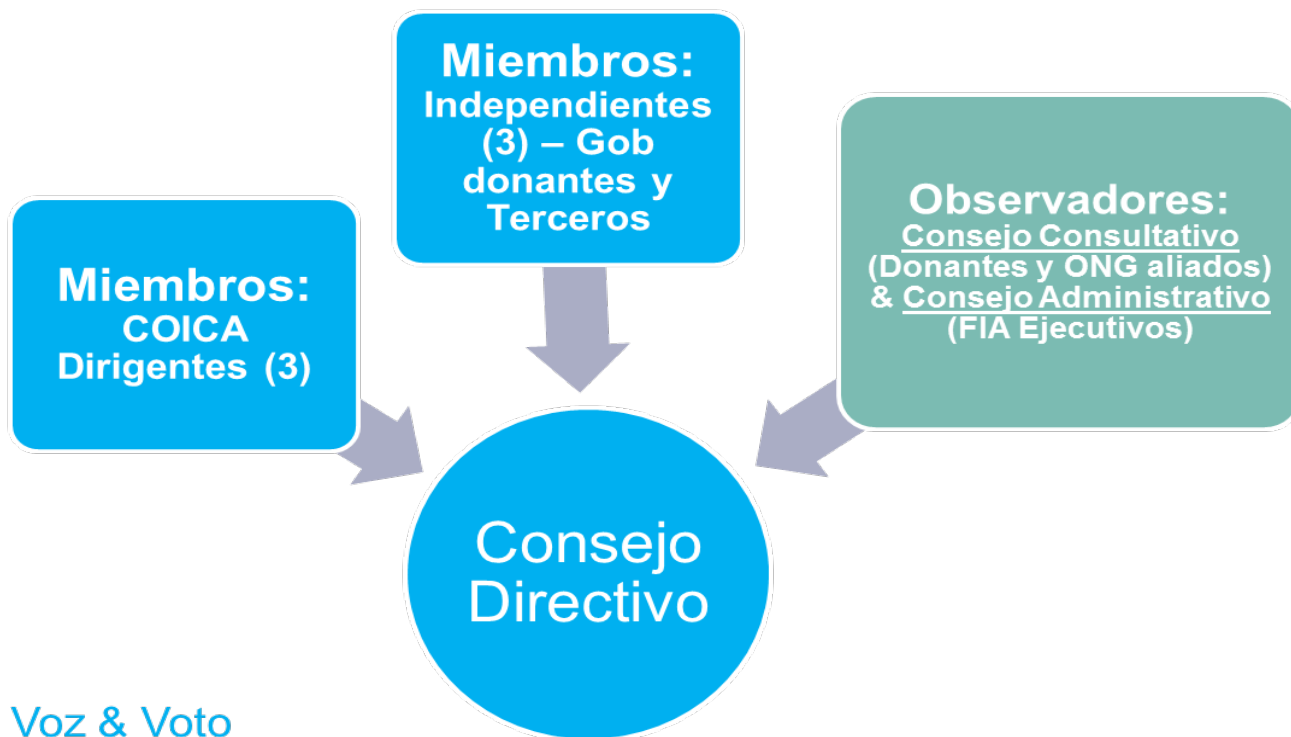 Miembros:
Independientes
(3) – Gob
donantes y
Terceros
Miembros:
COICA
Dirigentes (3)
Observadores:
Consejo Consultativo
(Donantes y ONG aliados)
& Consejo Administrativo
(FIA Ejecutivos)
Consejo
Directivo
Voz & Voto